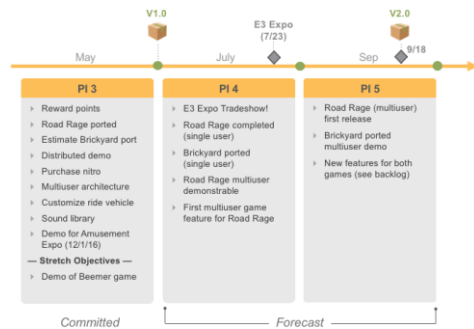 V1.0
E3 Expo
(7/23)
V2.0
9/18
May
July
Sep
PI 3
Reward points
Road Rage ported
Estimate Brickyard port
Distributed demo
Purchase nitro
Multiuser architecture
Customize ride vehicle
Sound library
Demo for Amusement
Expo (12/1/16)
— Stretch Objectives —
Demo of Beemer game
PI 4
E3 Expo Tradeshow!
Road Rage completed
(single user)
Brickyard ported
(single user)
Road Rage multiuser
demonstrable
First multiuser game
feature for Road Rage
PI 5
Road Rage (multiuser)
first release
Brickyard ported
multiuser demo
New features for both
games (see backlog)
Committed
Forecast